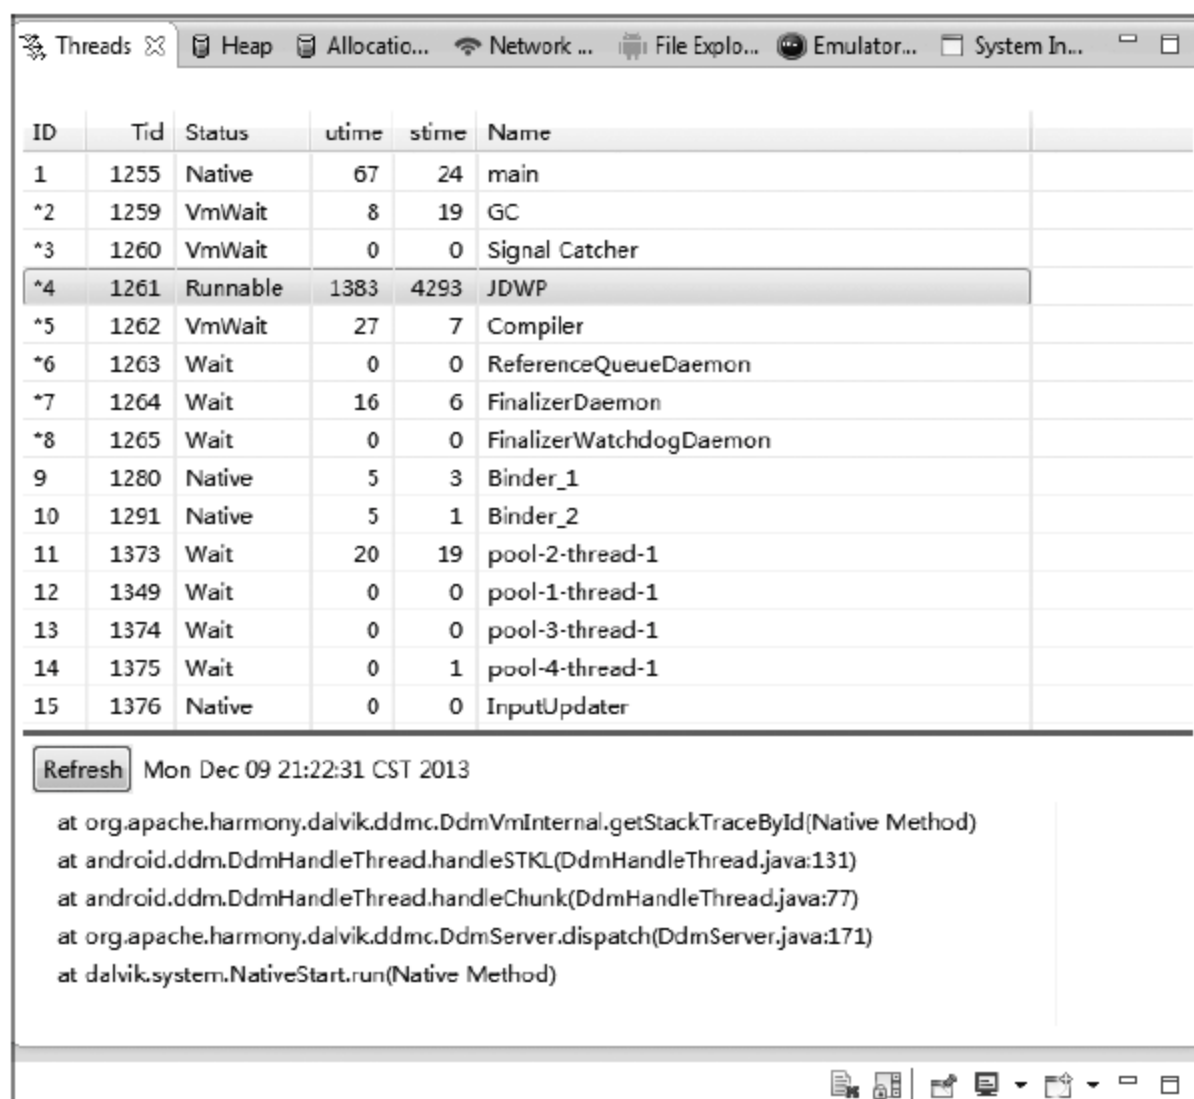 Threads Heap Allocatio... Network ... File Explo... Emulator... System In...
ID Tid Status utime stime Name
1 1255 Native 67 24 main
*2 1259 VmWait 8 19 GC
*3 1260 VmWait 0 0 Signal Catcher
*4 1261 Runnable 1383 4293 JDWP
*5 1262 VmWait 27 7 Compiler
*6 1263 Wait 0 0 ReferenceQueueDaemon
*7 1264 Wait 16 6 FinalizerDaemon
*8 1265 Wait 0 0 FinalizerWatchdogDaemon
9 1280 Native 5 3 Binder_1
10 1291 Native 5 1 Binder_2
11 1373 Wait 20 19 pool-2-thread-1
12 1349 Wait 0 0 pool-1-thread-1
13 1374 Wait 0 0 pool-3-thread-1
14 1375 Wait 0 1 pool-4-thread-1
15 1376 Native 0 0 InputUpdater
Refresh Mon Dec 09 21:22:31 CST 2013
at org.apache.harmony.dalvik.ddmc.DdmVmInternal.getStackTraceById(Native Method)
at android.ddm.DdmHandleThread.handleSTKL(DdmHandleThread.java:131)
at android.ddm.DdmHandleThread.handleChunk(DdmHandleThread.java:77)
at org.apache.harmony.dalvik.ddmc.DdmServer.dispatch(DdmServer.java:171)
at dalvik.system.NativeStart.run(Native Method)